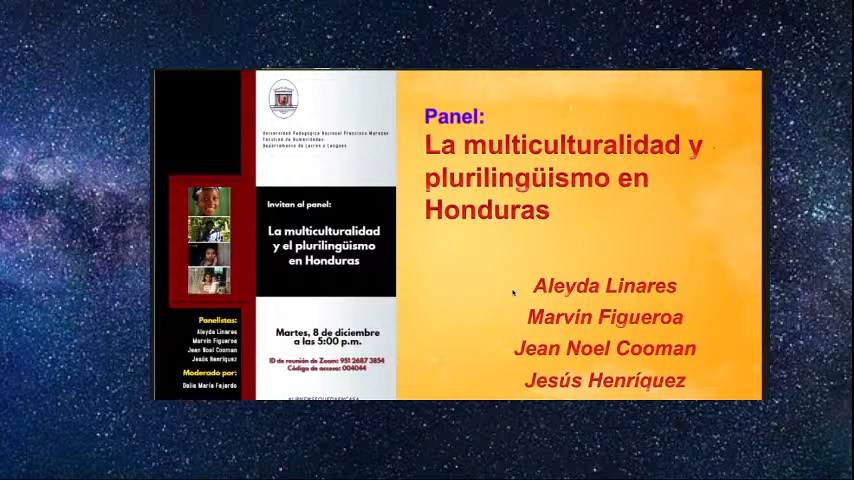 Universidad Pedagógica Nacional Francisco Morazan
Facultad de Humanidades
Departamento de Letras y Lenguas
Invitan al panel:
La multiculturalidad
y el plurilingüismo
en Honduras
Panelistas:
Aleyda Linares
Marvin Figueroa
Jean Noel Cooman
Jesús Henríquez
Moderado por:
Delia María Fajardo
Martes, 8 de diciembre
a las 5:00 p.m.
ID de reunión de Zoom: 951 2687 3854
Código de acceso: 004044
Panel:
La multiculturalidad y
plurilingüismo en
Honduras
Aleyda Linares
Marvin Figueroa
Jean Noel Cooman
Jesús Henríquez